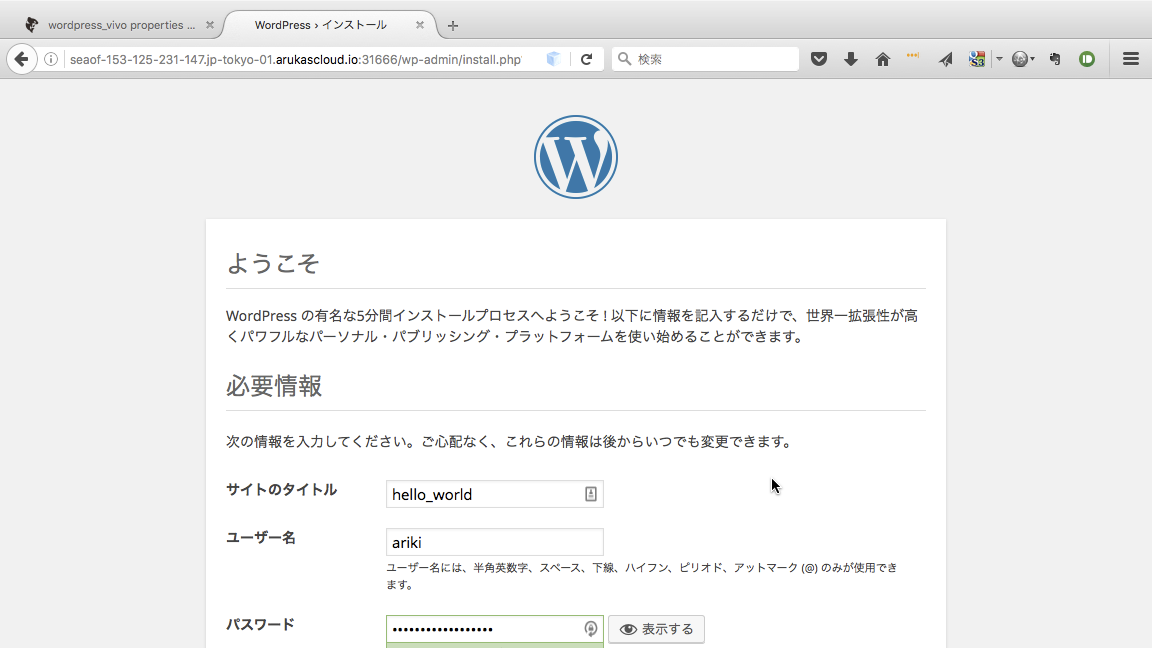 wordpress_vivo properties ...
WordPress › インストール
seaof-153-125-231-147.jp-tokyo-01.arukascloud.io:31666/wp-admin/install.php
検索
ようこそ
WordPress の有名な5分間インストールプロセスへようこそ ! 以下に情報を記入するだけで、世界一拡張性が高
くパワフルなパーソナル・パブリッシング・プラットフォームを使い始めることができます。
必要情報
次の情報を入力してください。ご心配なく、これらの情報は後からいつでも変更できます。
サイトのタイトル
hello_world
ユーザー名
ariki
ユーザー名には、半角英数字、スペース、下線、ハイフン、ピリオド、アットマーク (@) のみが使用でき
ます。
パスワード
••••••••••••••••••
表示する